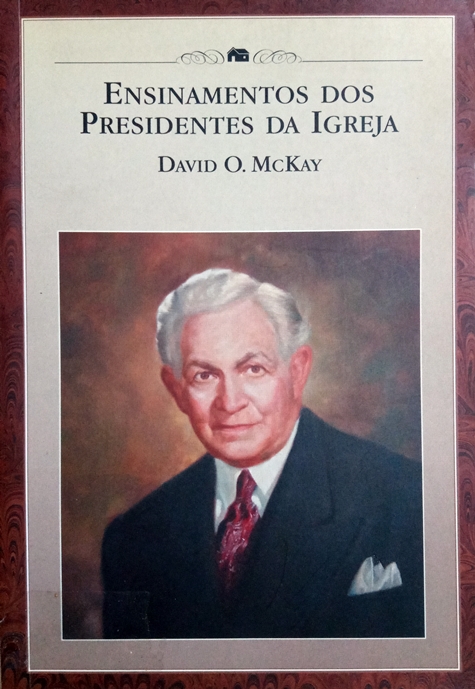 ENSINAMENTOS DOS
PRESIDENTES DA IGREJA
DAVID O. MCKAY